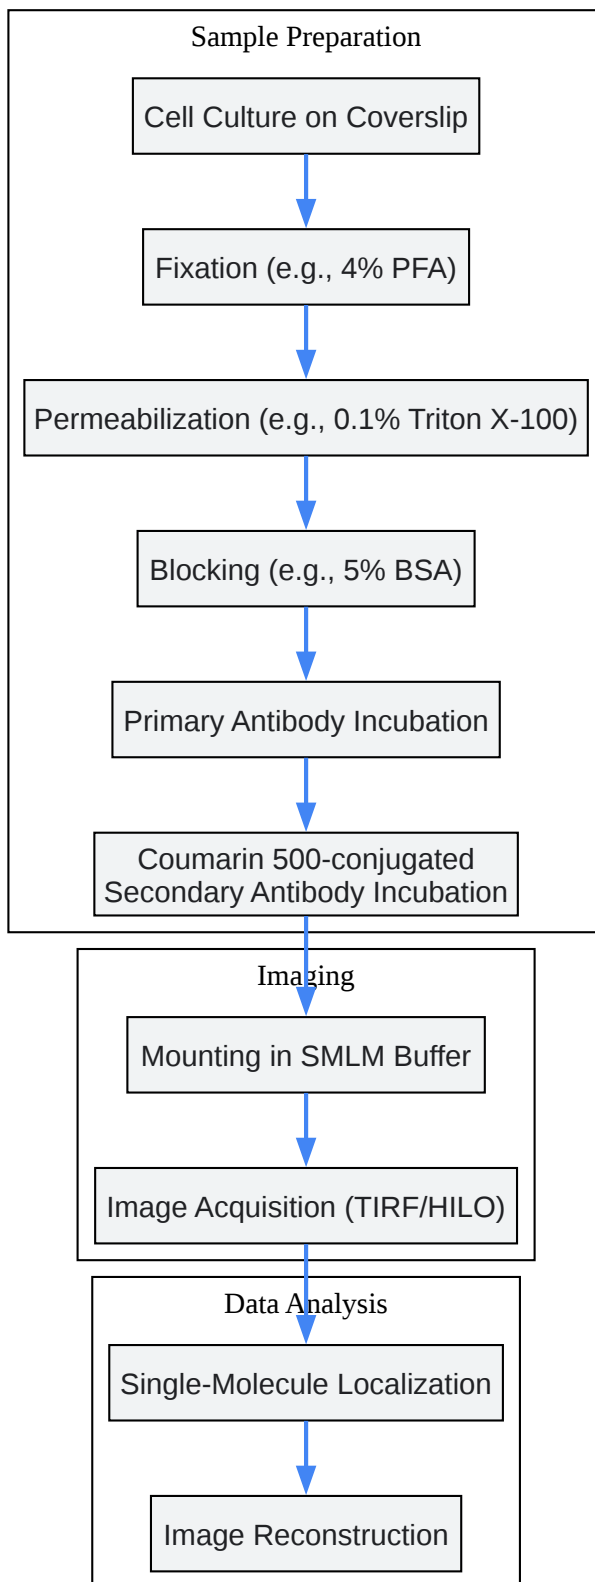 Sample Preparation
Cell Culture on Coverslip
Fixation (e.g., 4% PFA)
Permeabilization (e.g., 0.1% Triton X-100)
Blocking (e.g., 5% BSA)
Primary Antibody Incubation
Coumarin 500-conjugated
Secondary Antibody Incubation
Imaging
Mounting in SMLM Buffer
Image Acquisition (TIRF/HILO)
Data Analysis
Single-Molecule Localization
Image Reconstruction